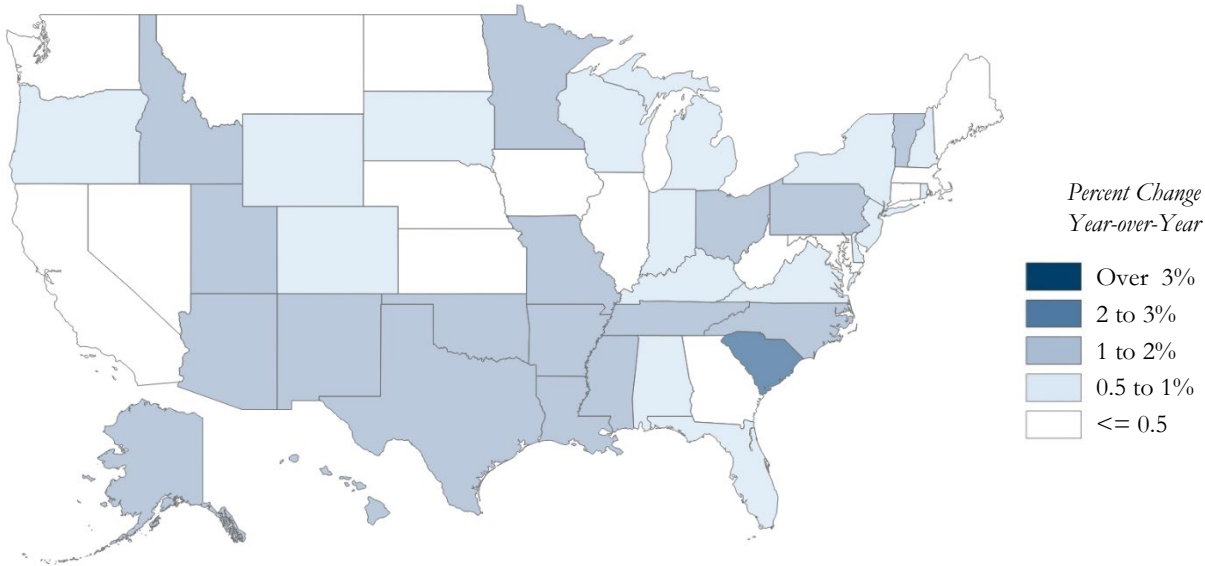 Percent Change
Year-over-Year
Over 3%
2 to 3%
1 to 2%
0.5 to 1%
<= 0.5